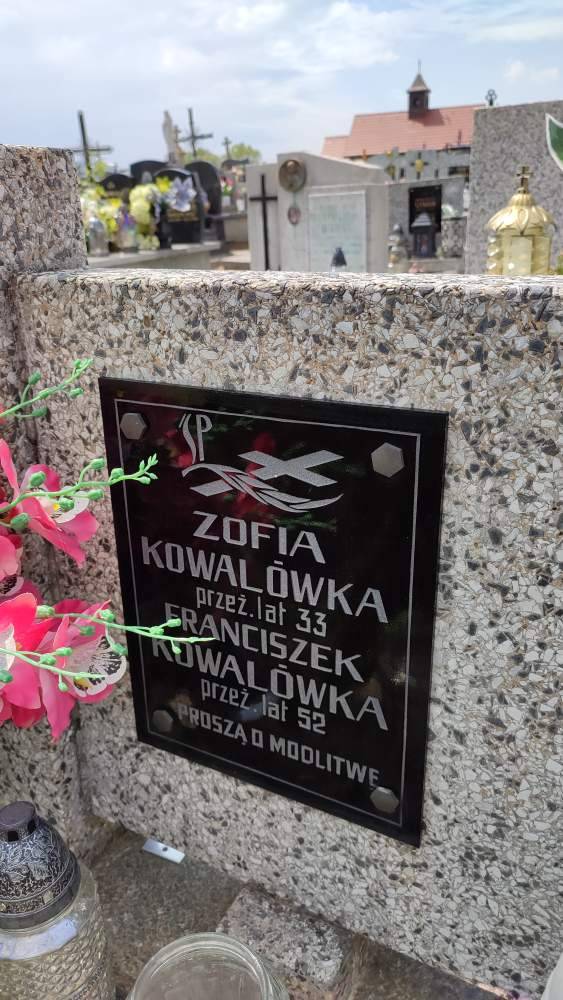 ŚP
ZOFIA
KOWALÓWKA
przeż. lat 33
FRANCISZEK
KOWALÓWKA
przeż. lat 52
PROSZĄ O MODLITWĘ